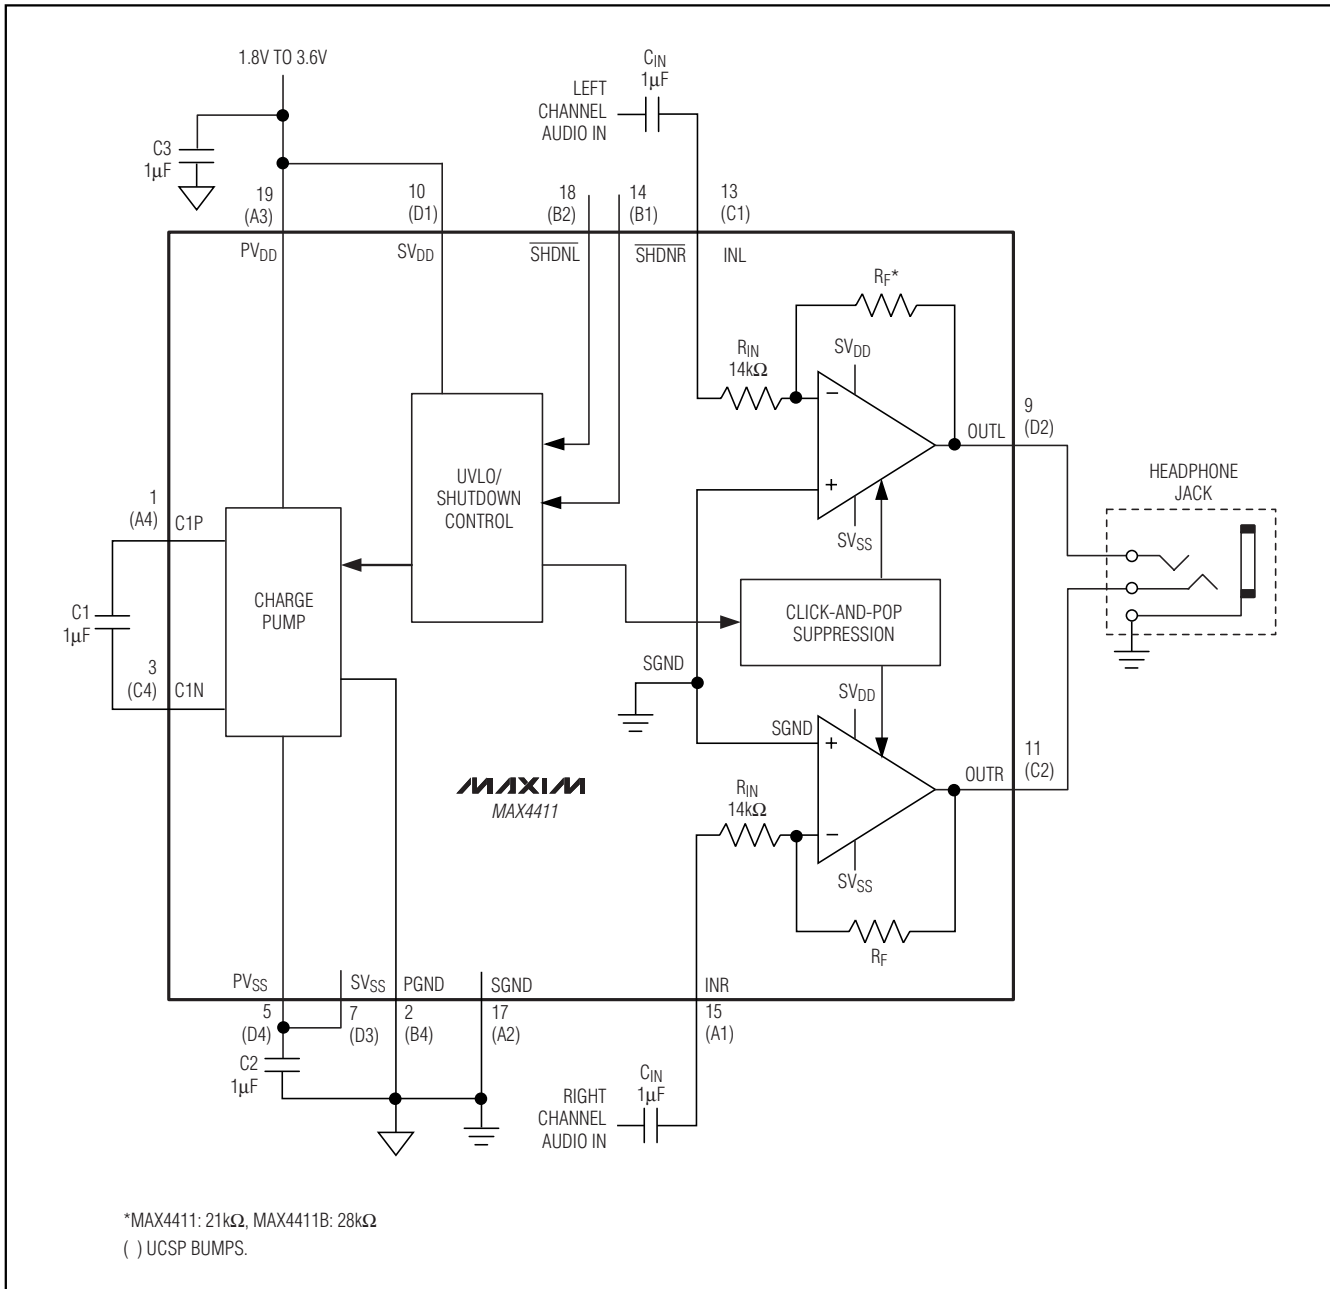 1.8V TO 3.6V
C3
1µF
LEFT
CHANNEL
AUDIO IN
CIN
1µF
19
(A3)
10
(D1)
18
(B2)
14
(B1)
13
(C1)
PVDD
SVDD
SHDNL
SHDNR
INL
RF*
RIN
14kΩ
SVDD
−
+
SVSS
OUTL
9
(D2)
HEADPHONE
JACK
UVLO/
SHUTDOWN
CONTROL
1
(A4)
C1P
C1
1µF
3
(C4)
C1N
CHARGE
PUMP
CLICK-AND-POP
SUPPRESSION
SGND
SVDD
SGND
+
−
SVSS
OUTR
11
(C2)
MAXIM
MAX4411
RIN
14kΩ
RF
PVSS
SVSS
PGND
SGND
INR
5
(D4)
7
(D3)
2
(B4)
17
(A2)
15
(A1)
C2
1µF
RIGHT
CHANNEL
AUDIO IN
CIN
1µF
*MAX4411: 21kΩ, MAX4411B: 28kΩ
( ) UCSP BUMPS.